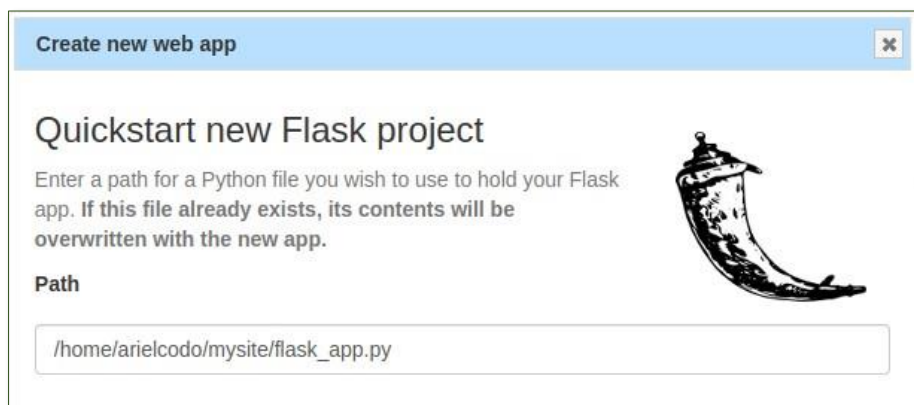 Create new web app
Quickstart new Flask project
Enter a path for a Python file you wish to use to hold your Flask
app. If this file already exists, its contents will be
overwritten with the new app.
Path
/home/arielcodo/mysite/flask_app.py